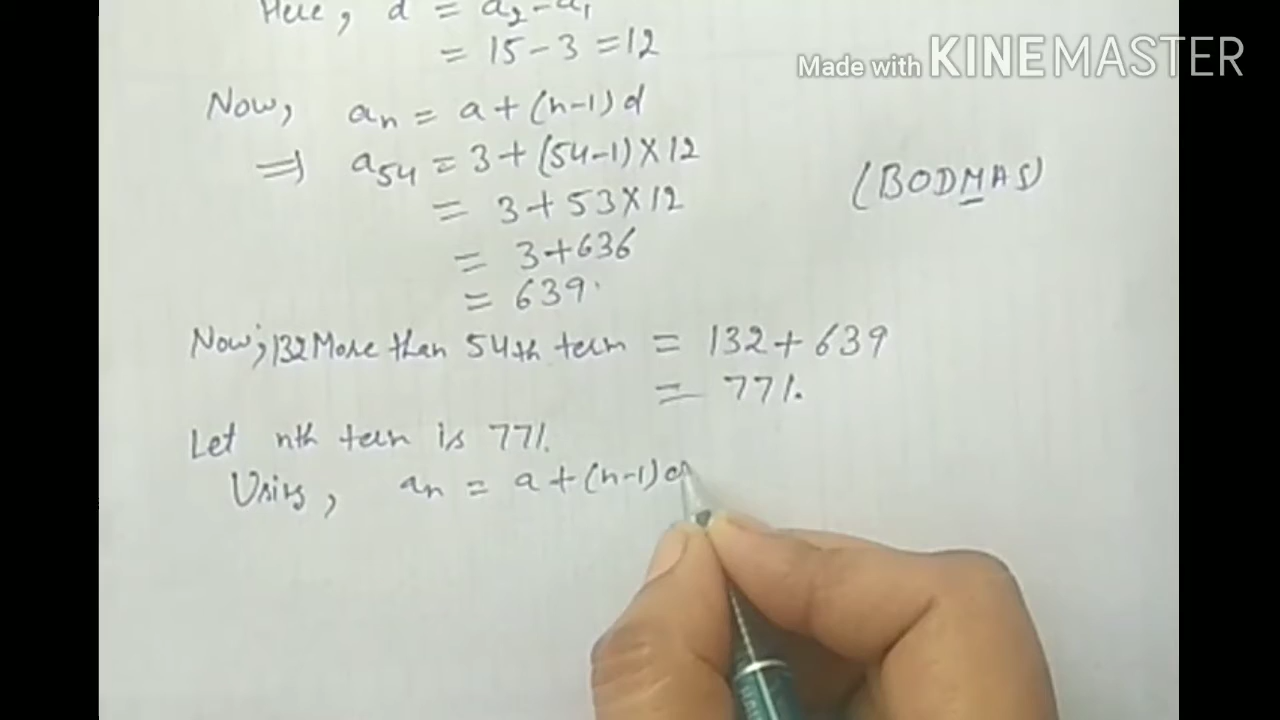 Here, d = a₂ - a₁
= 15 - 3 = 12
Made with KINEMASTER
Now, aₙ = a + (n-1) d
⇒ a₅₄ = 3 + (54-1) X 12
(BODMAS)
= 3 + 53 X 12
= 3 + 636
= 639.
Now, 132 More than 54th term = 132 + 639
= 771.
Let nth term is 771.
Using, aₙ = a + (n-1) d